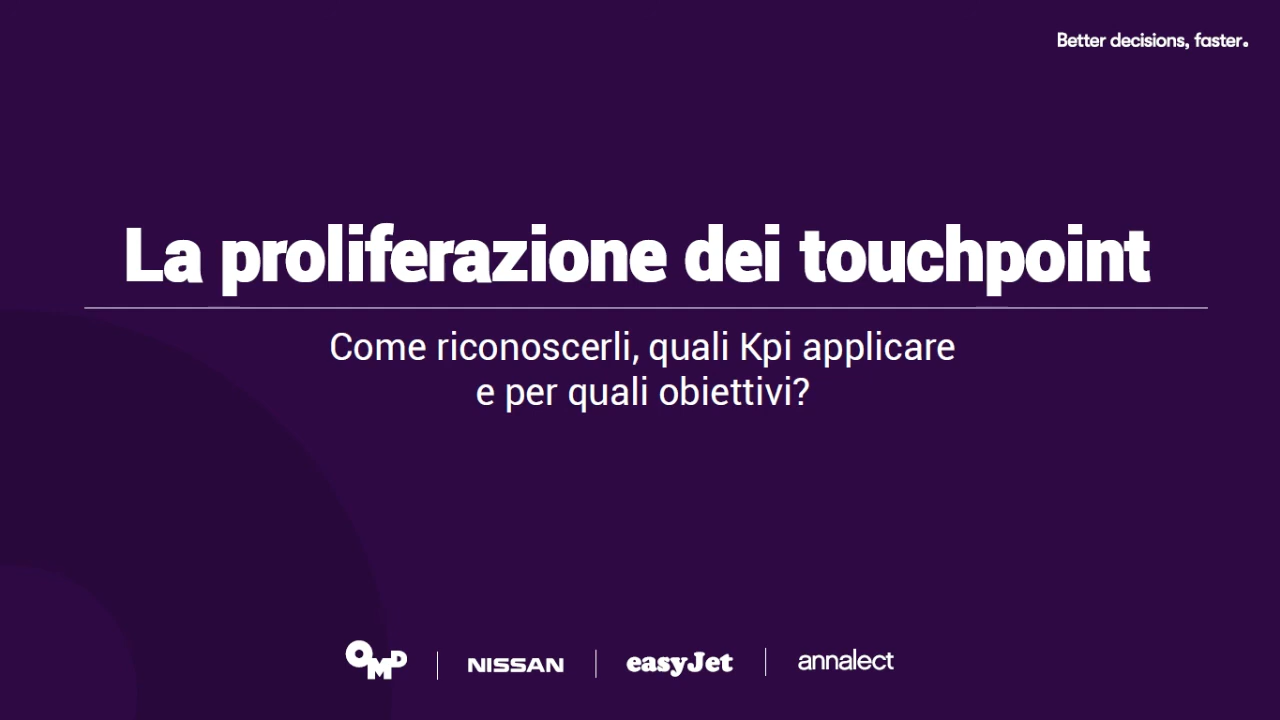 Better decisions, faster.
La proliferazione dei touchpoint
Come riconoscerli, quali Kpi applicare
e per quali obiettivi?
OMD
NISSAN
easyJet
annalect